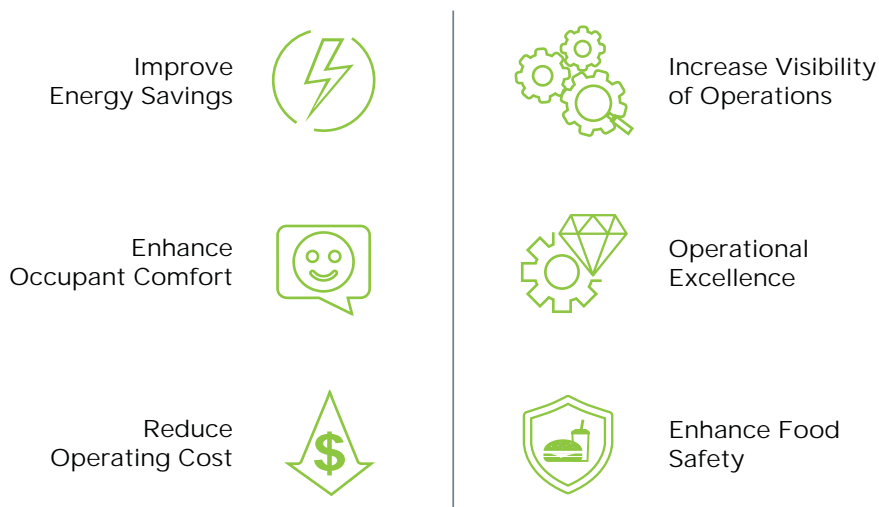 Improve
Energy Savings
Enhance
Occupant Comfort
Reduce
Operating Cost
$
Increase Visibility
of Operations
Operational
Excellence
Enhance Food
Safety